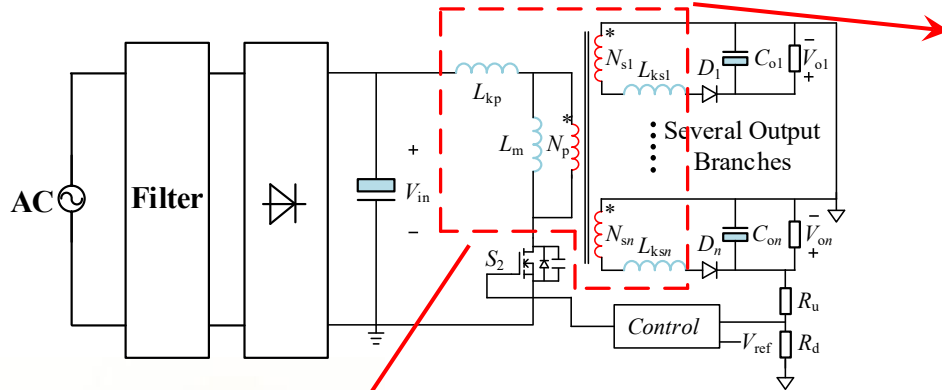 AC
Filter
+
V_in
−
L_kp
L_m
*
N_p
S_2
*
N_s1
L_ks1
D_1
C_o1
−
V_o1
+
Several Output
Branches
*
N_sn
L_ksn
D_n
C_on
−
V_on
+
Control
V_ref
R_u
R_d